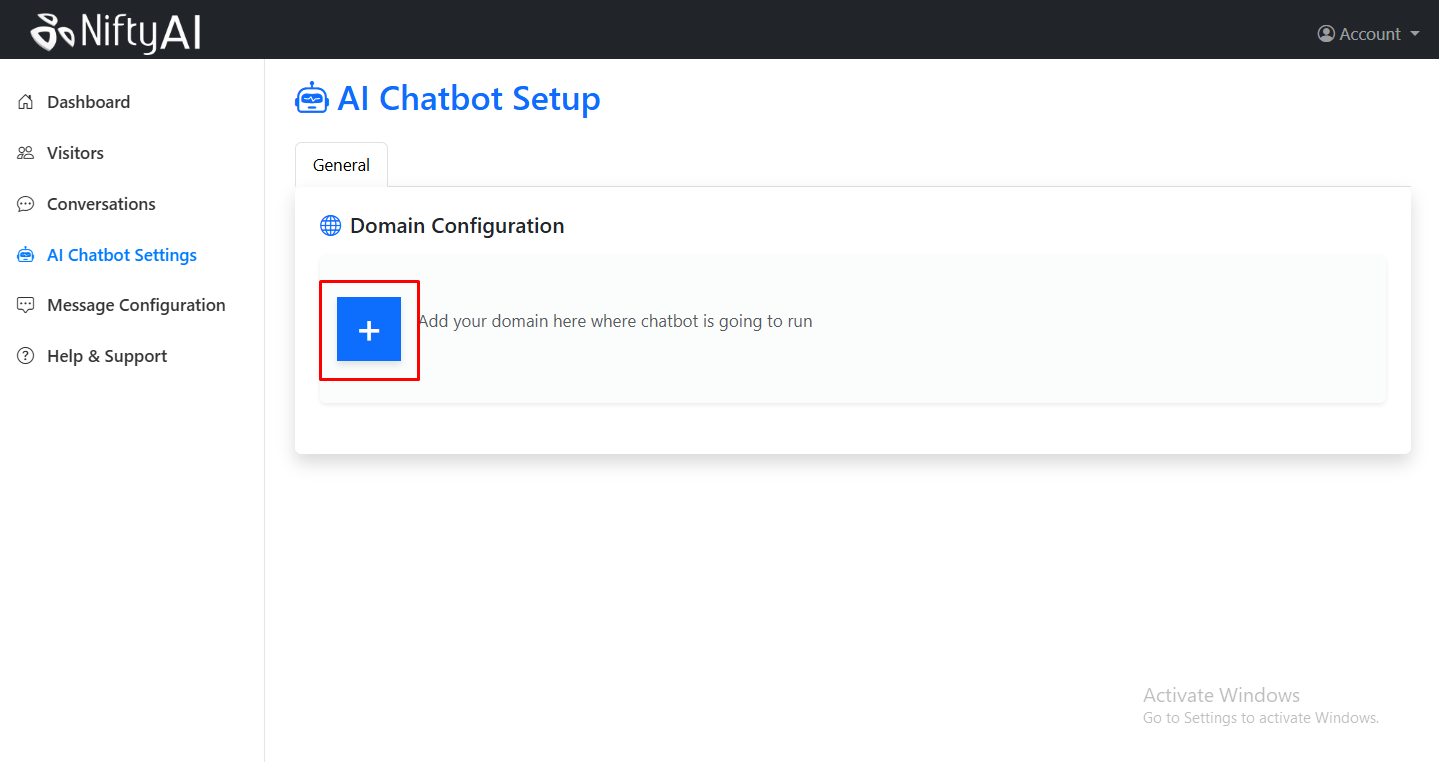 NiftyAI
Account
Dashboard
Visitors
Conversations
AI Chatbot Settings
Message Configuration
Help & Support
AI Chatbot Setup
General
Domain Configuration
+
Add your domain here where chatbot is going to run
Activate Windows
Go to Settings to activate Windows.